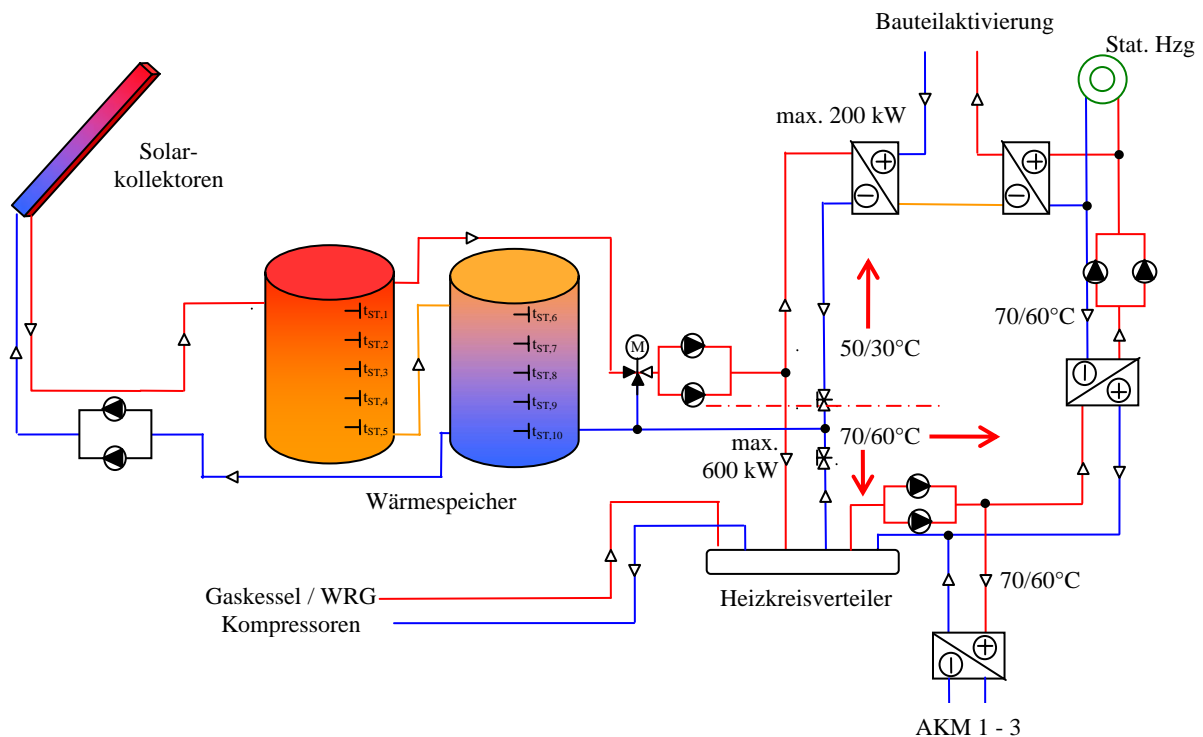 Bauteilaktivierung
Stat. Hzg
max. 200 kW
Solar-
kollektoren
tST,1
tST,2
tST,3
tST,4
tST,5
tST,6
tST,7
tST,8
tST,9
tST,10
M
50/30°C
70/60°C
max.
600 kW
70/60°C
Wärmespeicher
Gaskessel / WRG
Kompressoren
Heizkreisverteiler
70/60°C
AKM 1 - 3